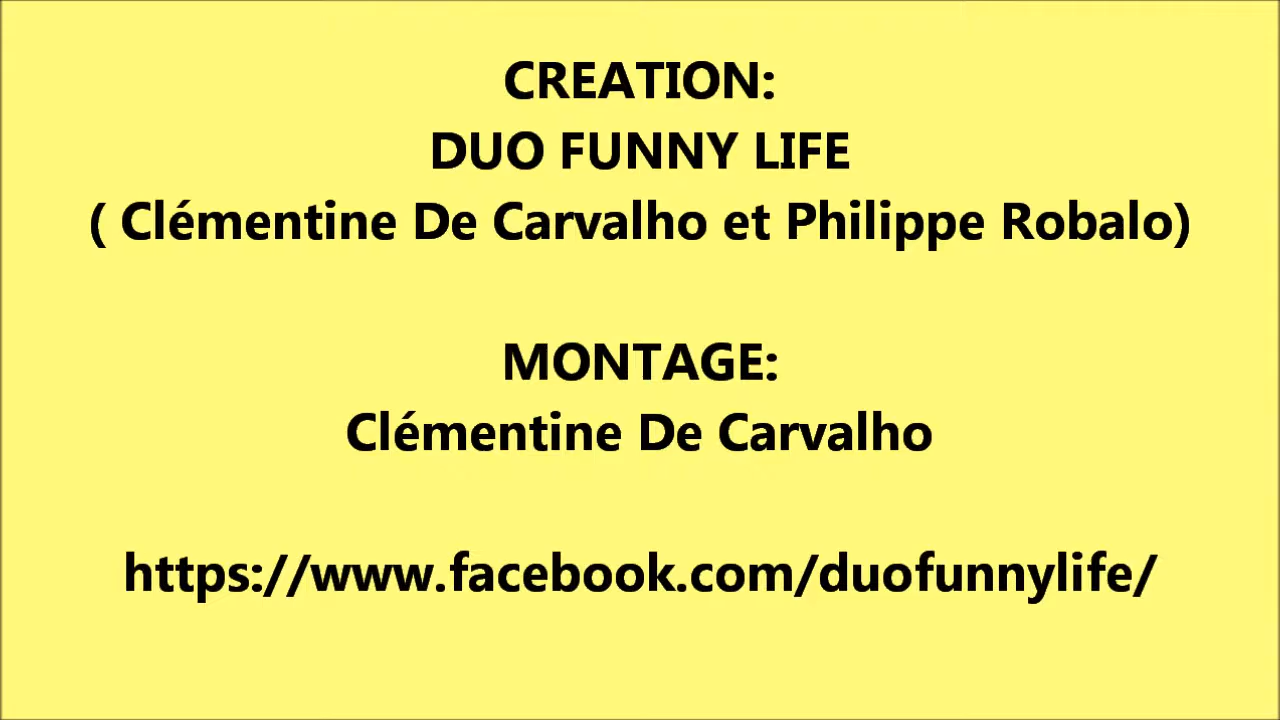 CREATION:
DUO FUNNY LIFE
( Clémentine De Carvalho et Philippe Robalo)
MONTAGE:
Clémentine De Carvalho
https://www.facebook.com/duofunnylife/